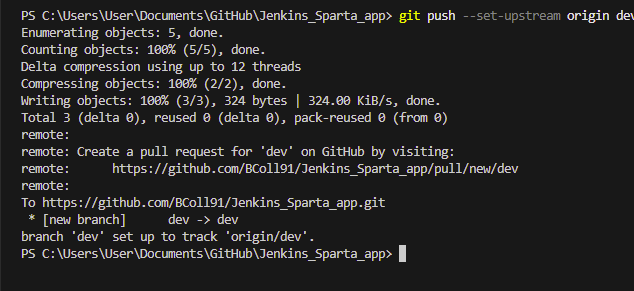 PS C:\Users\User\Documents\GitHub\Jenkins_Sparta_app> git push --set-upstream origin dev
Enumerating objects: 5, done.
Counting objects: 100% (5/5), done.
Delta compression using up to 12 threads
Compressing objects: 100% (2/2), done.
Writing objects: 100% (3/3), 324 bytes | 324.00 KiB/s, done.
Total 3 (delta 0), reused 0 (delta 0), pack-reused 0 (from 0)
remote:
remote: Create a pull request for 'dev' on GitHub by visiting:
remote:      https://github.com/BColl91/Jenkins_Sparta_app/pull/new/dev
remote:
To https://github.com/BColl91/Jenkins_Sparta_app.git
 * [new branch]      dev -> dev
branch 'dev' set up to track 'origin/dev'.
PS C:\Users\User\Documents\GitHub\Jenkins_Sparta_app>